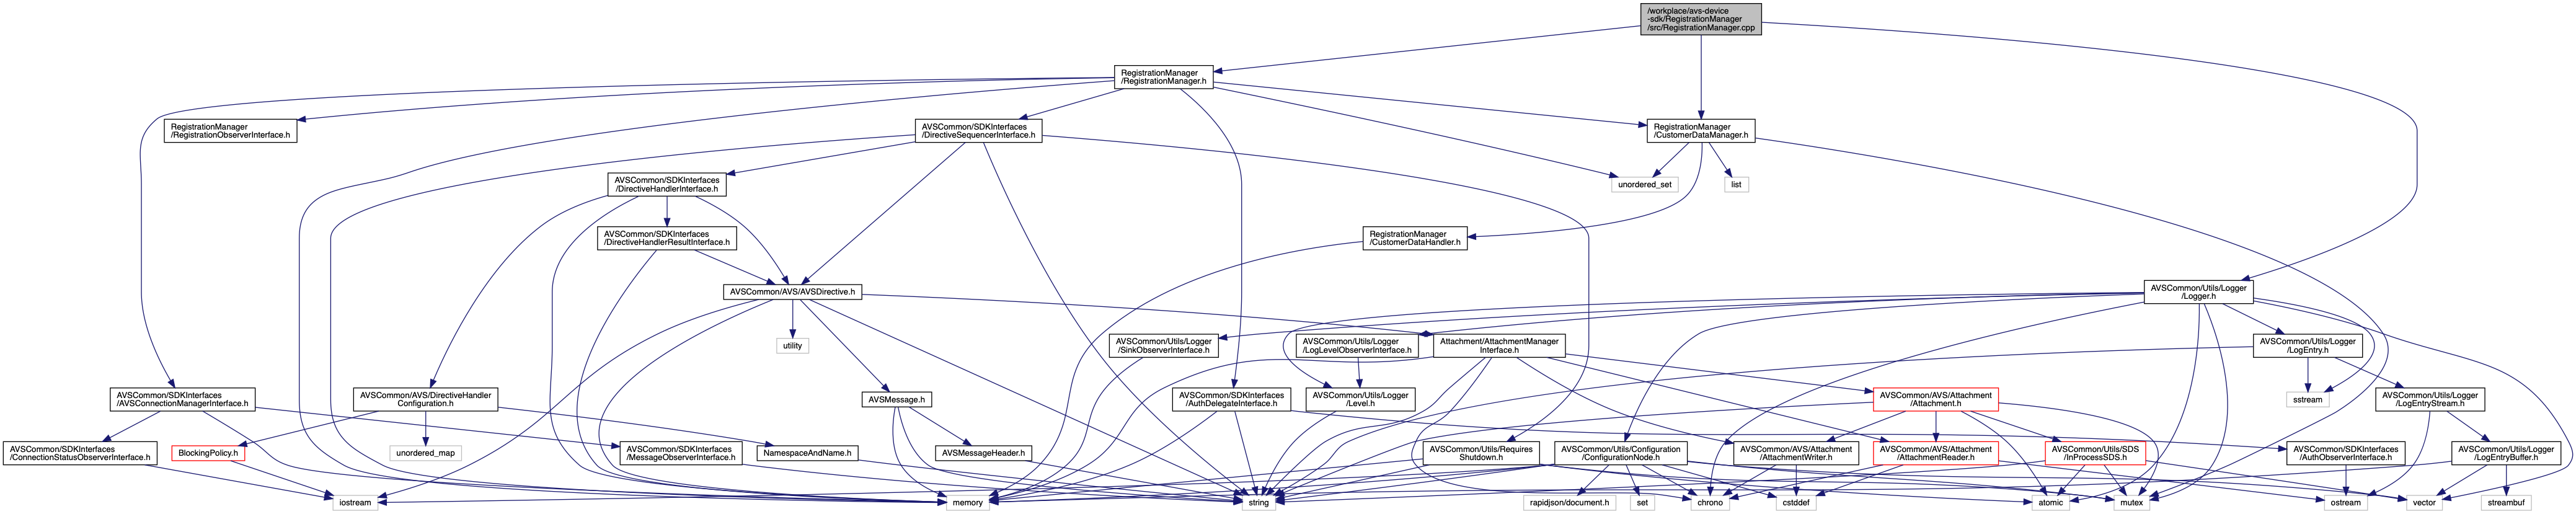 /workplace/avs-device
-sdk/RegistrationManager
/src/RegistrationManager.cpp
RegistrationManager
/RegistrationManager.h
RegistrationManager
/RegistrationObserverInterface.h
AVSCommon/SDKInterfaces
/DirectiveSequencerInterface.h
RegistrationManager
/CustomerDataManager.h
AVSCommon/SDKInterfaces
/DirectiveHandlerInterface.h
unordered_set
list
AVSCommon/SDKInterfaces
/DirectiveHandlerResultInterface.h
RegistrationManager
/CustomerDataHandler.h
AVSCommon/AVS/AVSDirective.h
AVSCommon/Utils/Logger
/Logger.h
utility
AVSCommon/Utils/Logger
/SinkObserverInterface.h
AVSCommon/Utils/Logger
/LogLevelObserverInterface.h
Attachment/AttachmentManager
Interface.h
AVSCommon/Utils/Logger
/LogEntry.h
AVSCommon/SDKInterfaces
/AVSConnectionManagerInterface.h
AVSCommon/AVS/DirectiveHandler
Configuration.h
AVSMessage.h
AVSCommon/SDKInterfaces
/AuthDelegateInterface.h
AVSCommon/Utils/Logger
/Level.h
AVSCommon/AVS/Attachment
/Attachment.h
sstream
AVSCommon/Utils/Logger
/LogEntryStream.h
AVSCommon/SDKInterfaces
/ConnectionStatusObserverInterface.h
BlockingPolicy.h
unordered_map
AVSCommon/SDKInterfaces
/MessageObserverInterface.h
NamespaceAndName.h
AVSMessageHeader.h
AVSCommon/Utils/Requires
Shutdown.h
AVSCommon/Utils/Configuration
/ConfigurationNode.h
AVSCommon/AVS/Attachment
/AttachmentWriter.h
AVSCommon/AVS/Attachment
/AttachmentReader.h
AVSCommon/Utils/SDS
/InProcessSDS.h
AVSCommon/SDKInterfaces
/AuthObserverInterface.h
AVSCommon/Utils/Logger
/LogEntryBuffer.h
iostream
memory
string
rapidjson/document.h
set
chrono
cstddef
atomic
mutex
ostream
vector
streambuf